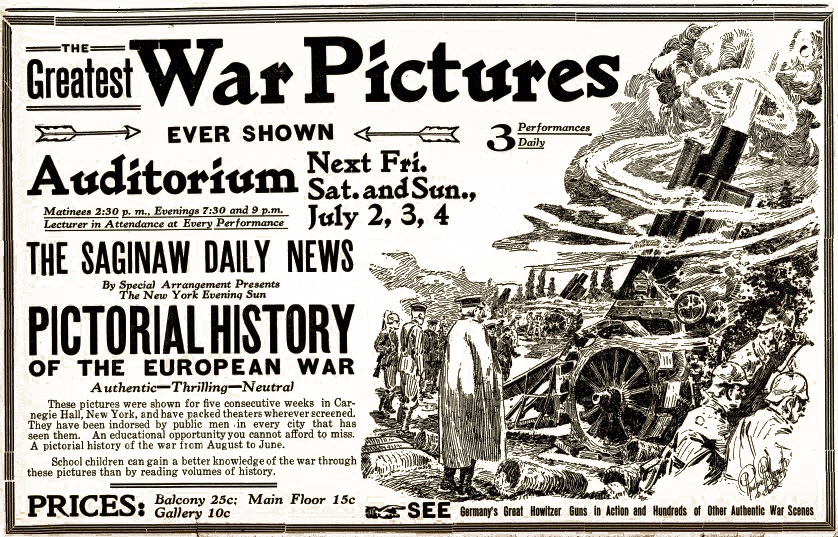 THE
Greatest War Pictures
EVER SHOWN
3 Performances
Daily
Auditorium
Next Fri.
Sat. and Sun.,
July 2, 3, 4
Matinees 2:30 p. m., Evenings 7:30 and 9 p.m.
Lecturer in Attendance at Every Performance
THE SAGINAW DAILY NEWS
By Special Arrangement Presents
The New York Evening Sun
PICTORIAL HISTORY
OF THE EUROPEAN WAR
Authentic—Thrilling—Neutral
These pictures were shown for five consecutive weeks in Car-
negie Hall, New York, and have packed theaters wherever screened.
They have been indorsed by public men in every city that has
seen them. An educational opportunity you cannot afford to miss.
A pictorial history of the war from August to June.
School children can gain a better knowledge of the war through
these pictures than by reading volumes of history.
PRICES: Balcony 25c; Main Floor 15c
Gallery 10c
SEE Germany's Great Howitzer Guns in Action and Hundreds of Other Authentic War Scenes